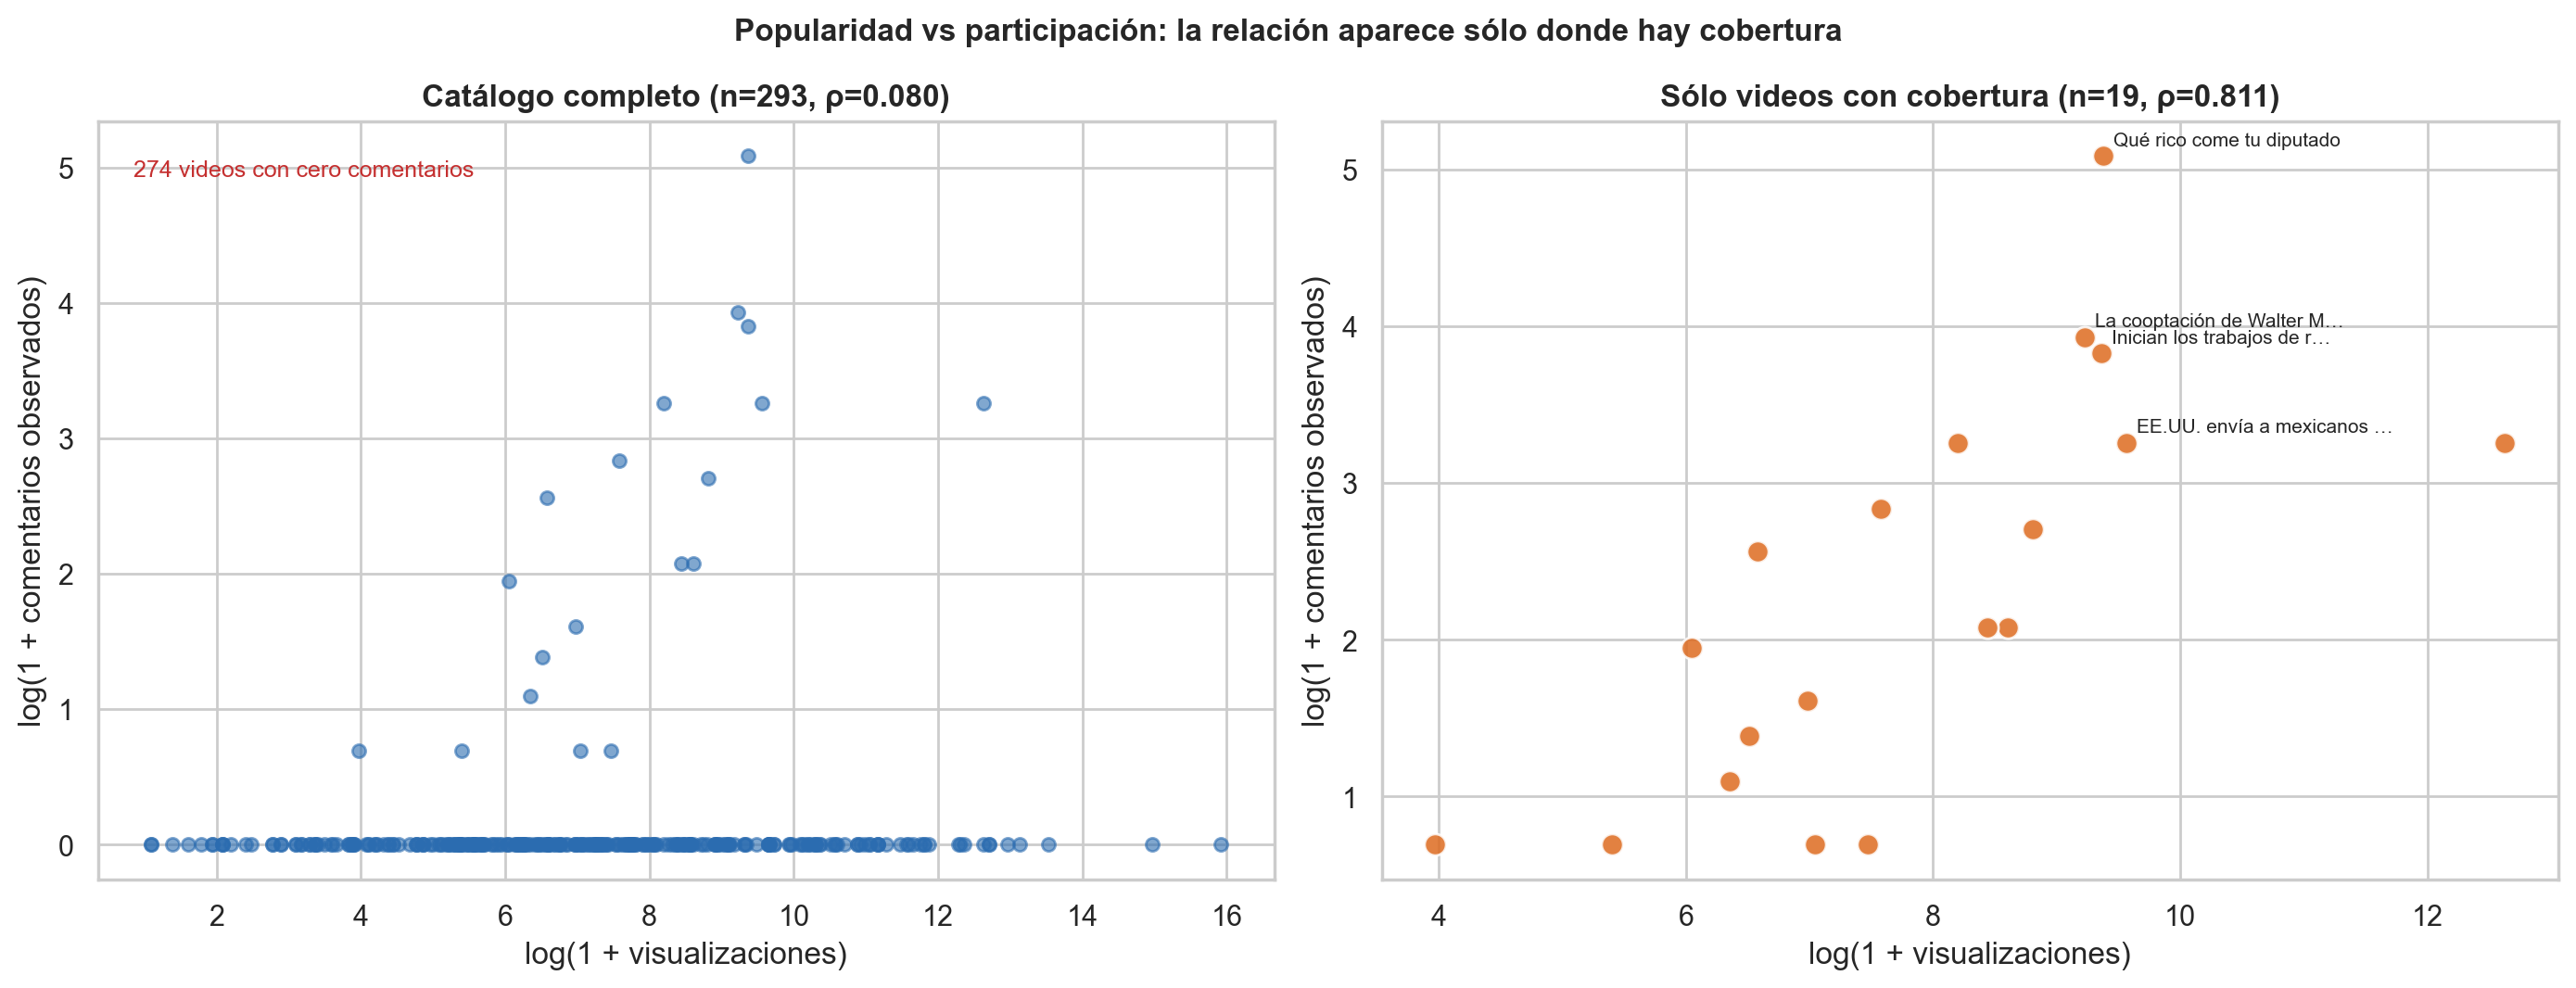 Popularidad vs participación: la relación aparece sólo donde hay cobertura
Catálogo completo (n=293, ρ=0.080)
274 videos con cero comentarios
log(1 + comentarios observados)
5
4
3
2
1
0
2 4 6 8 10 12 14 16
log(1 + visualizaciones)
Sólo videos con cobertura (n=19, ρ=0.811)
Qué rico come tu diputado
La cooptación de Walter M…
Inician los trabajos de r…
EE.UU. envía a mexicanos …
log(1 + comentarios observados)
5
4
3
2
1
4 6 8 10 12
log(1 + visualizaciones)